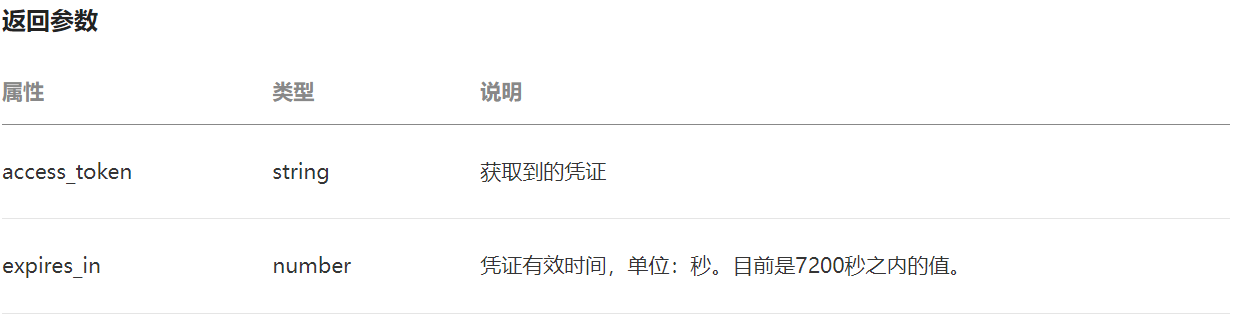 返回参数
属性 类型 说明
access_token string 获取到的凭证
expires_in number 凭证有效时间，单位：秒。目前是7200秒之内的值。